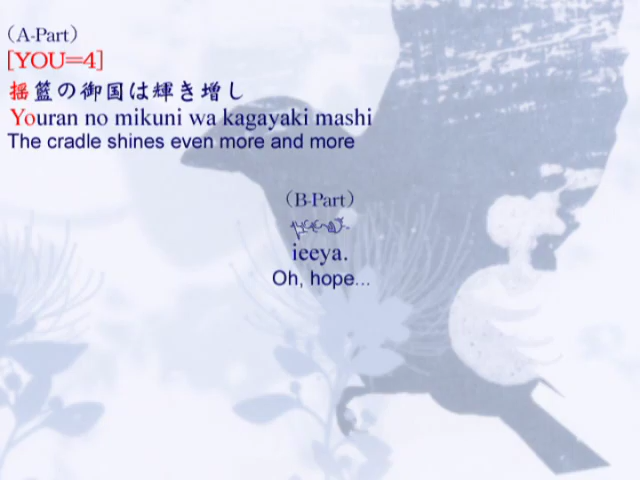 （A-Part）
[YOU=4]
揺籃の御国は輝き増し
Youran no mikuni wa kagayaki mashi
The cradle shines even more and more
（B-Part）
ieeya.
Oh, hope...